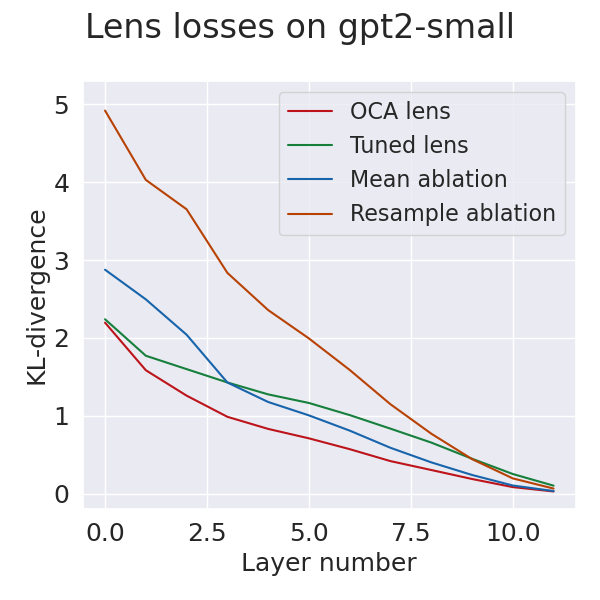 Lens losses on gpt2-small
OCA lens
Tuned lens
Mean ablation
Resample ablation
KL-divergence
5
4
3
2
1
0
0.0 2.5 5.0 7.5 10.0
Layer number